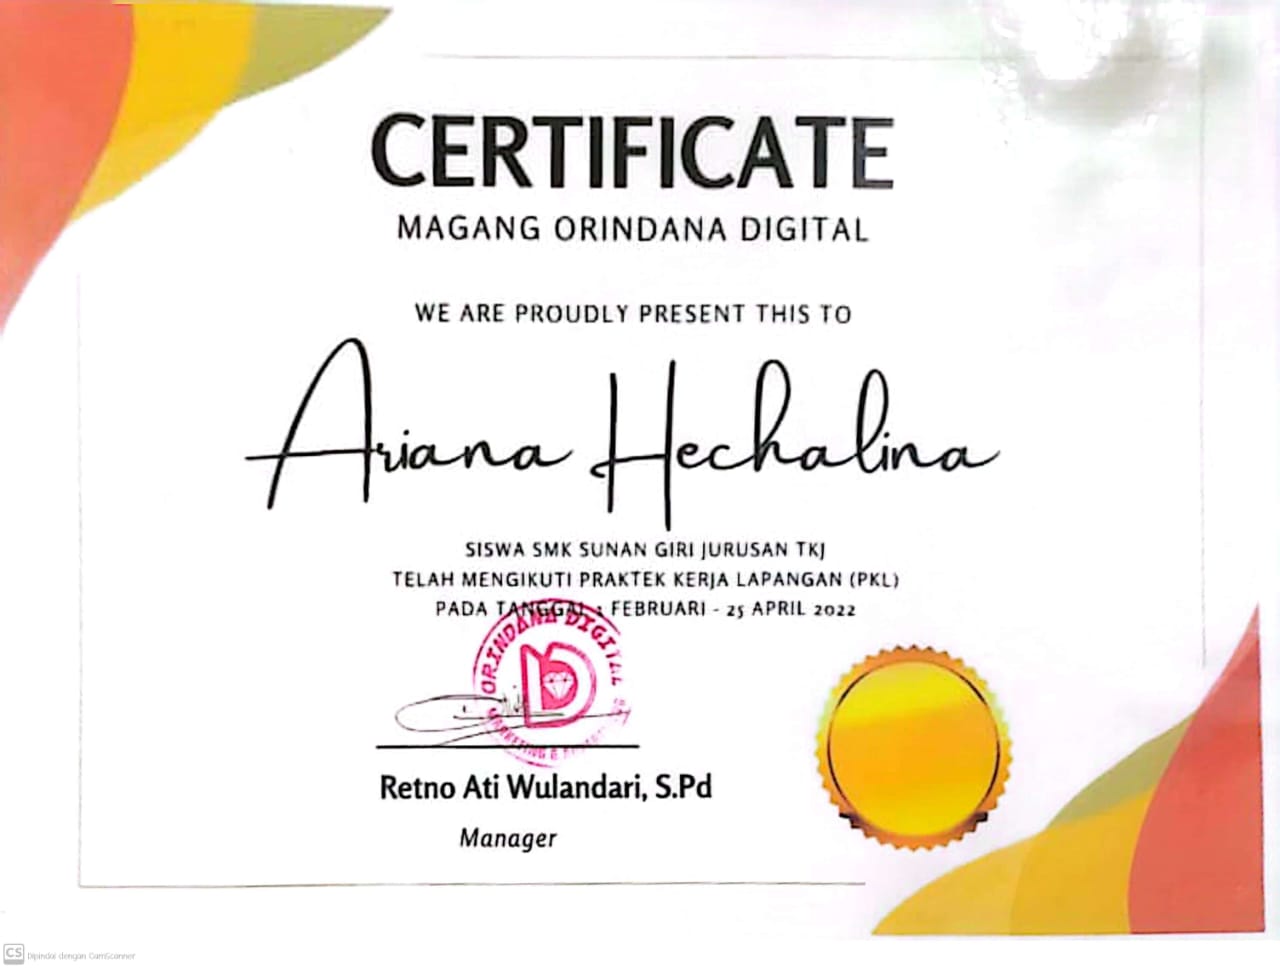 CERTIFICATE
MAGANG ORINDANA DIGITAL
WE ARE PROUDLY PRESENT THIS TO
Ariana Hechalina
SISWA SMK SUNAN GIRI JURUSAN TKJ
TELAH MENGIKUTI PRAKTEK KERJA LAPANGAN (PKL)
PADA TANGGAL FEBRUARI - 25 APRIL 2022
ORINDANA DIGITAL
MARKETING &
Retno Ati Wulandari, S.Pd
Manager
CS Dipindai dengan CamScanner